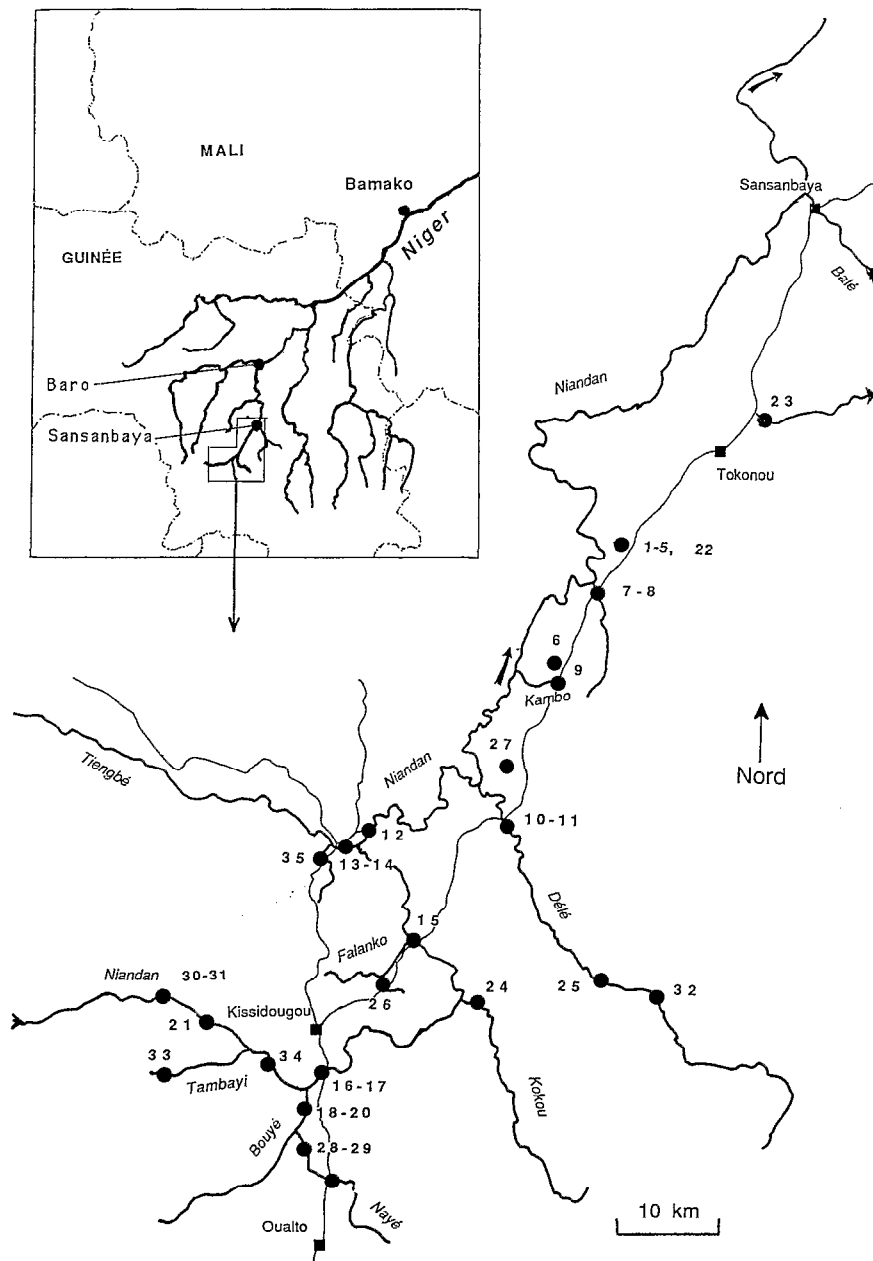 MALI
Bamako
Niger
GUINÉE
Baro
Sansanbaya
Sansanbaya
Balé
Niandan
23
Tokonou
1-5, 22
7-8
6
9
Kambo
27
Nord
Tiengbé
Niandan
12
10-11
35
13-14
15
Délé
Falanko
Niandan
30-31
26
24
25
32
Kissidougou
21
33
34
Tambayi
16-17
18-20
Kokou
Bouyé
28-29
Nayé
Oualto
10 km